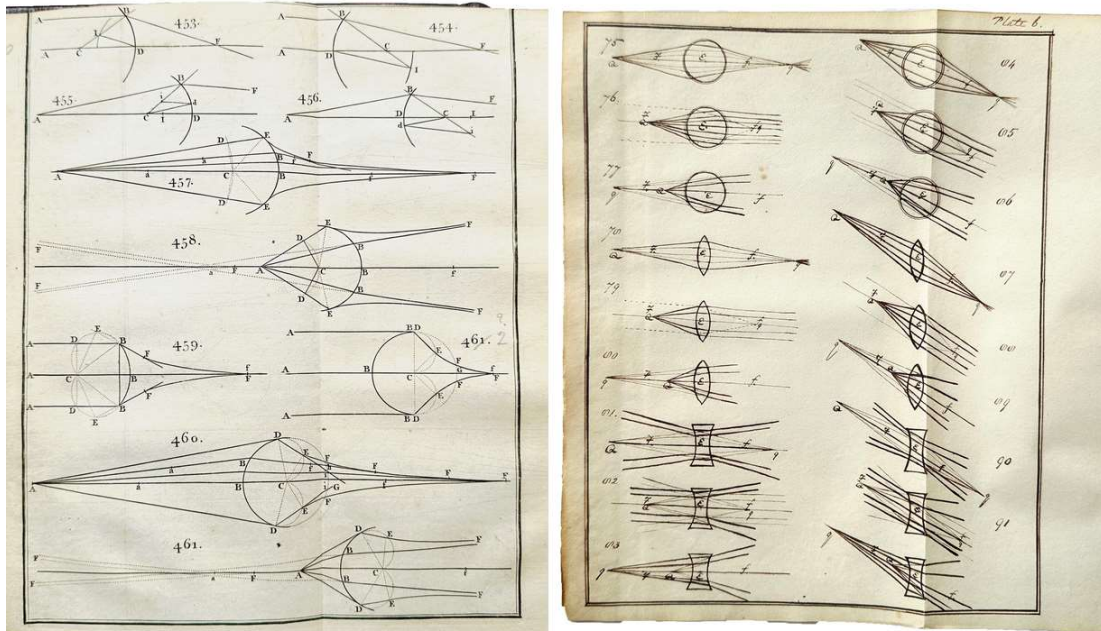 453.
A B I C D F
454.
A B D C I F
455.
A B F i d C I D
456.
A B F C I D d i
457.
A D E B F a a C B f f F D E
458.
F F a F A D E B C B B D E F f F
459.
A E D B F C B f F A D E B F
461. 2
A B D E F B C G f F A B D
460.
A a a D E B F f h F C B i G f F F E D
461.
F F a F A D E B C B D E F f F
Plate 6.
75
Q E f q
76.
Q E f
77
q Q E f
78
Q E f q
79
Q E f q
80
q Q E f
81.
Q E f q
82
Q E f q
83
q Q E f
84
Q E f q
85
Q E f
86
q Q E f
87
Q E f q
88
Q E f q
89
q Q E f
90
Q E f q
91
Q E f q
q Q E f